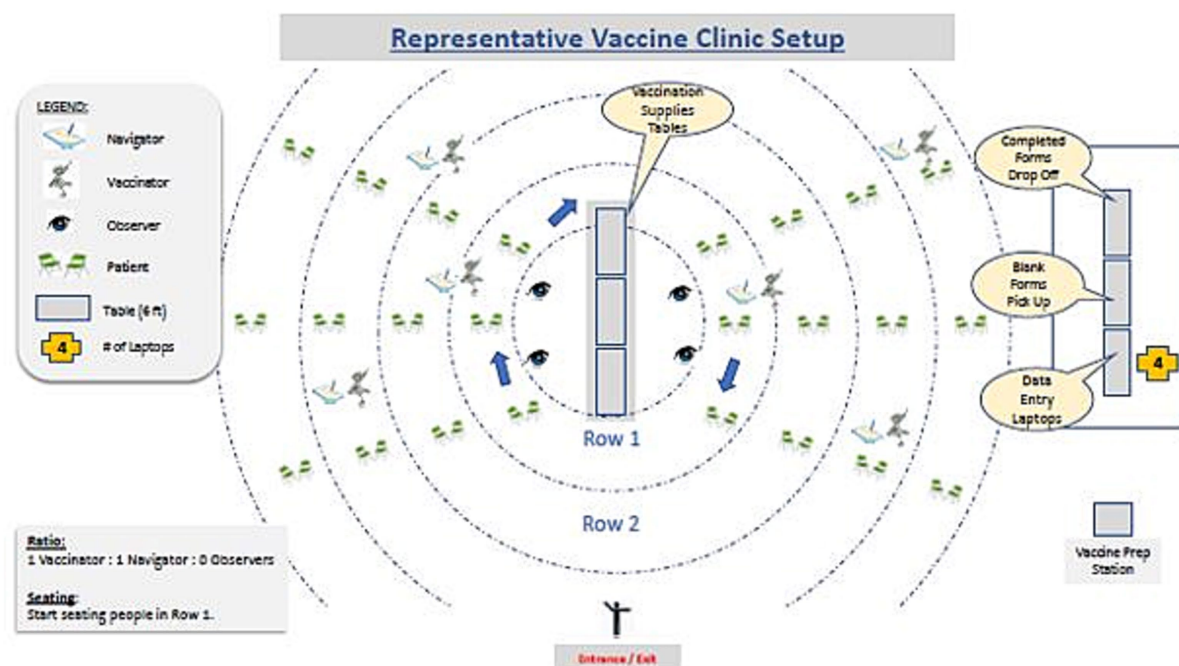 Representative Vaccine Clinic Setup
LEGEND:
Navigator
Vaccinator
Observer
Patient
Table (6 ft)
4
# of Laptops
Vaccination
Supplies
Tables
Completed
Forms
Drop Off
Blank
Forms
Pick Up
Data
Entry
Laptops
4
Row 1
Row 2
Ratio:
1 Vaccinator : 1 Navigator : 0 Observers
Seating:
Start seating people in Row 1.
Vaccine Prep
Station
Entrance / Exit